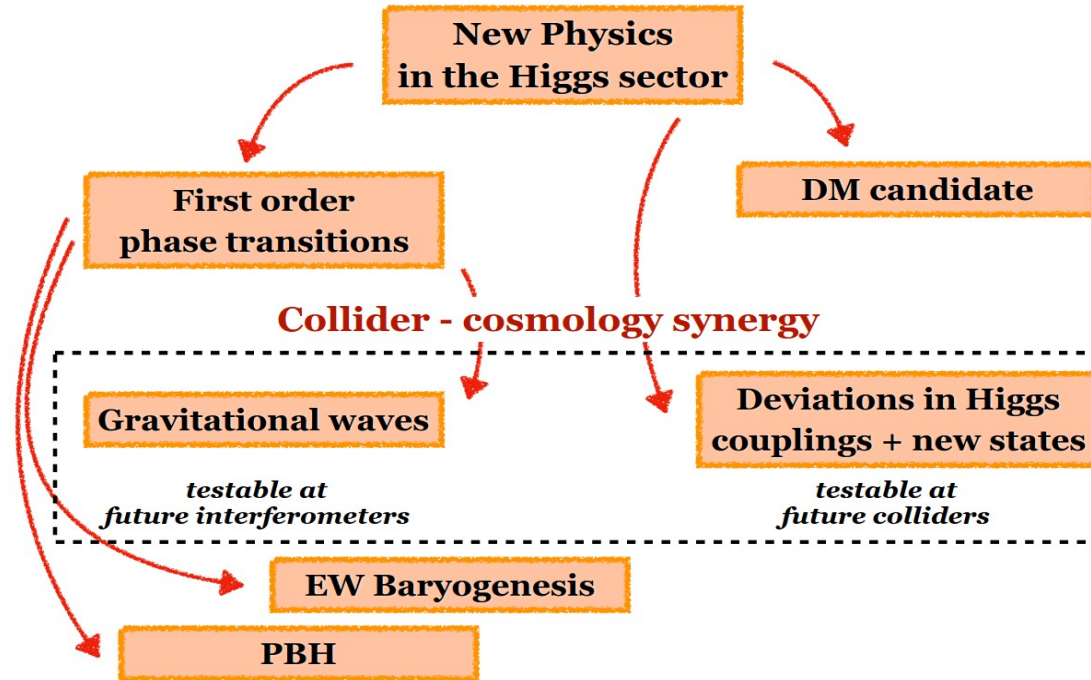 New Physics
in the Higgs sector
First order
phase transitions
DM candidate
Collider - cosmology synergy
Gravitational waves
Deviations in Higgs
couplings + new states
testable at
future interferometers
testable at
future colliders
EW Baryogenesis
PBH